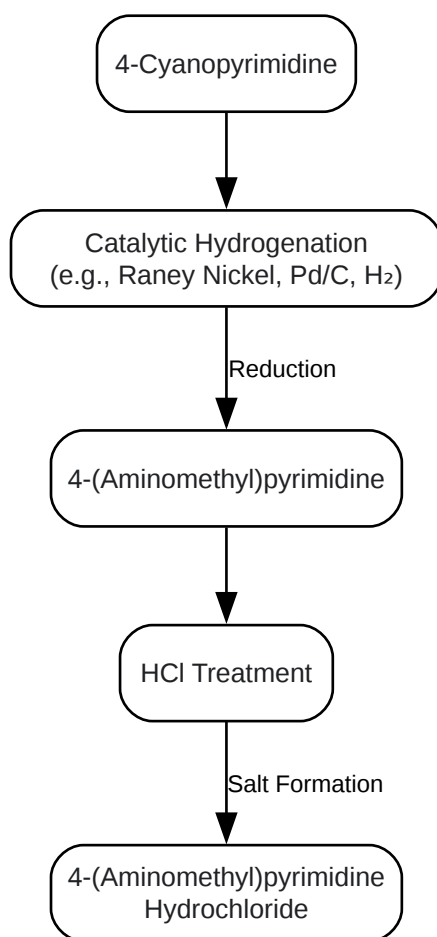 4-Cyanopyrimidine
Catalytic Hydrogenation
(e.g., Raney Nickel, Pd/C, H₂)
Reduction
4-(Aminomethyl)pyrimidine
HCl Treatment
Salt Formation
4-(Aminomethyl)pyrimidine
Hydrochloride